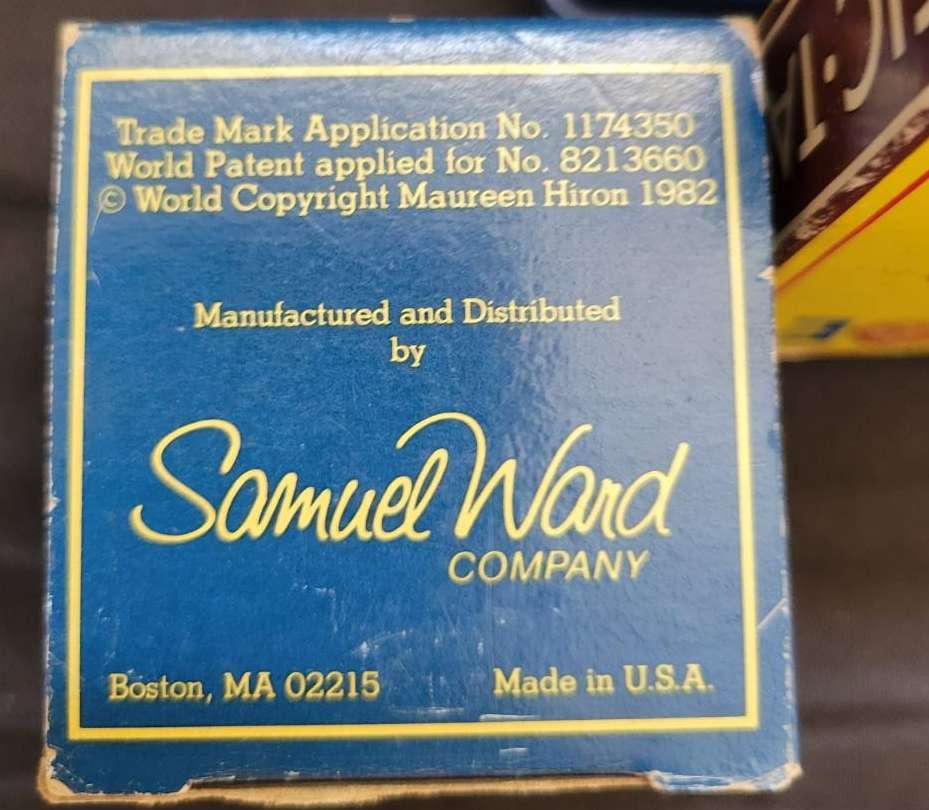 Trade Mark Application No. 1174350
World Patent applied for No. 8213660
© World Copyright Maureen Hiron 1982
Manufactured and Distributed
by
Samuel Ward
COMPANY
Boston, MA 02215
Made in U.S.A.